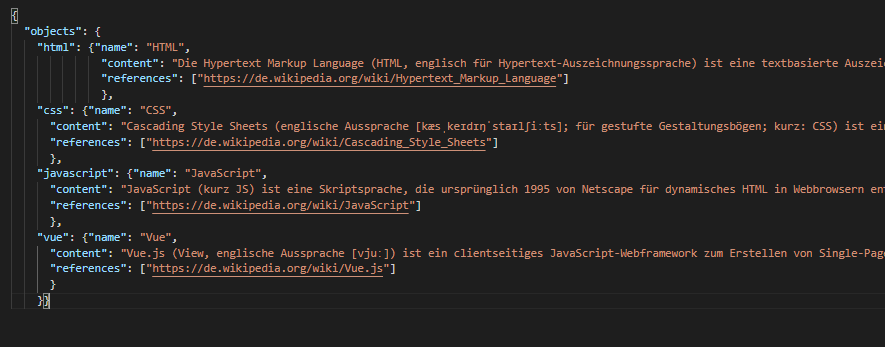 {
"objects": {
"html": {"name": "HTML",
"content": "Die Hypertext Markup Language (HTML, englisch für Hypertext-Auszeichnungssprache) ist eine textbasierte Auszei
"references": ["https://de.wikipedia.org/wiki/Hypertext_Markup_Language"]
},
"css": {"name": "CSS",
"content": "Cascading Style Sheets (englische Aussprache [kæsˌkeɪdɪŋˈstaɪlʃiːts]; für gestufte Gestaltungsbögen; kurz: CSS) ist ein
"references": ["https://de.wikipedia.org/wiki/Cascading_Style_Sheets"]
},
"javascript": {"name": "JavaScript",
"content": "JavaScript (kurz JS) ist eine Skriptsprache, die ursprünglich 1995 von Netscape für dynamisches HTML in Webbrowsern ent
"references": ["https://de.wikipedia.org/wiki/JavaScript"]
},
"vue": {"name": "Vue",
"content": "Vue.js (View, englische Aussprache [vjuː]) ist ein clientseitiges JavaScript-Webframework zum Erstellen von Single-Page
"references": ["https://de.wikipedia.org/wiki/Vue.js"]
}
}}